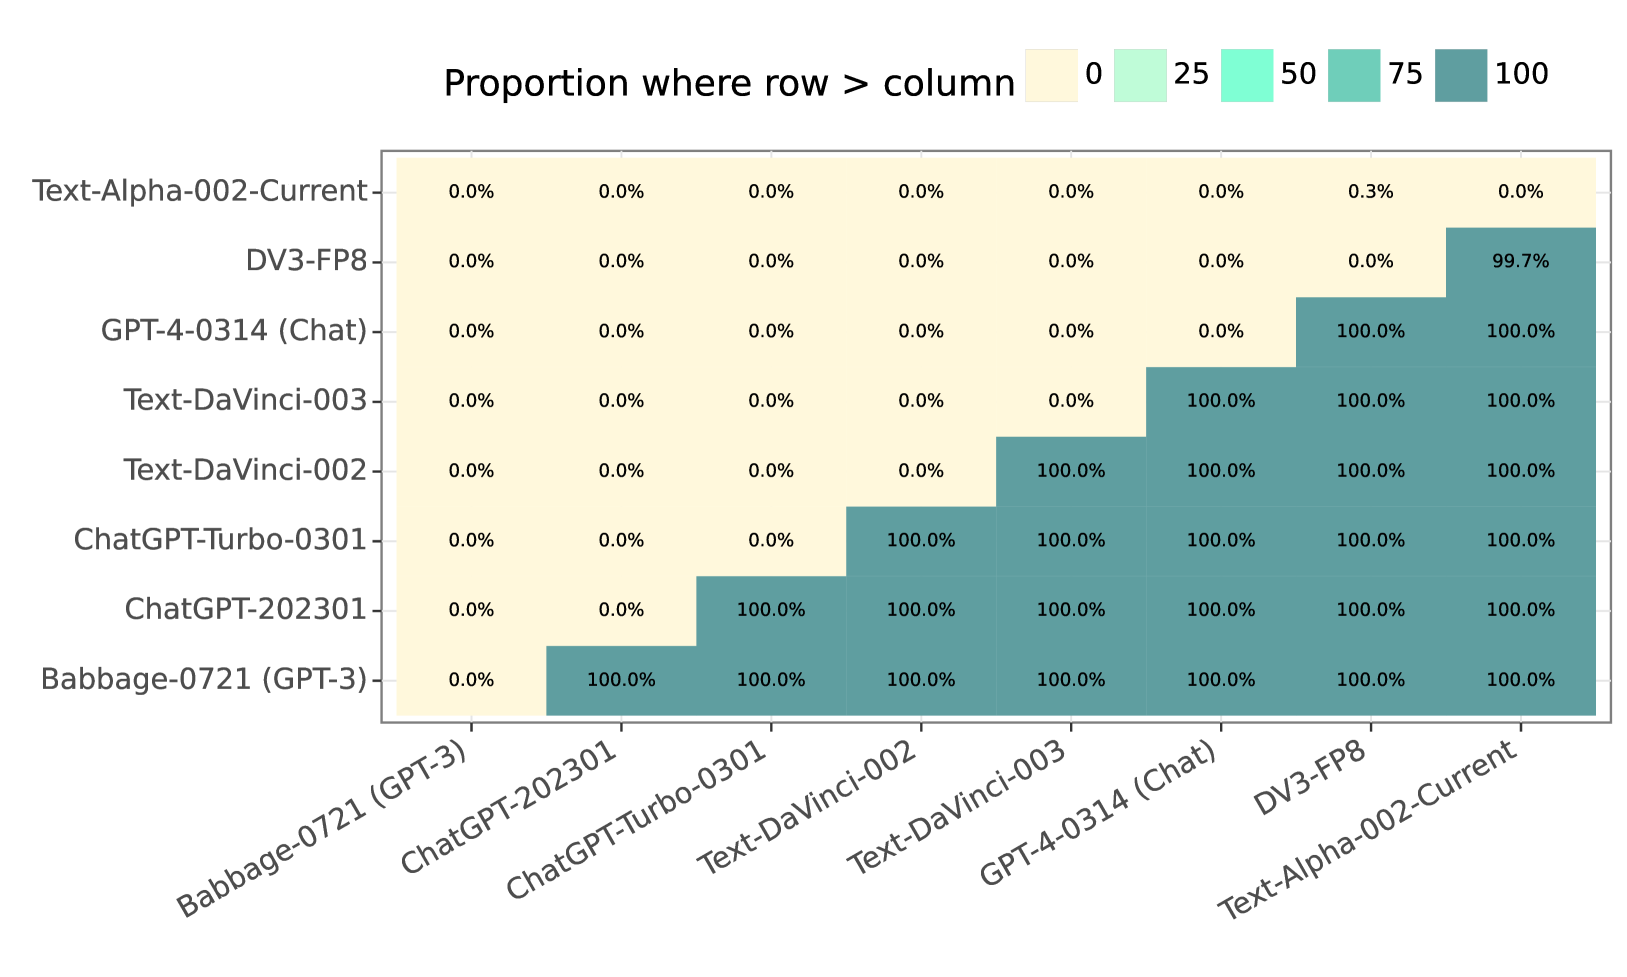 Proportion where row > column 0 25 50 75 100
Text-Alpha-002-Current 0.0% 0.0% 0.0% 0.0% 0.0% 0.0% 0.3% 0.0%
DV3-FP8 0.0% 0.0% 0.0% 0.0% 0.0% 0.0% 0.0% 99.7%
GPT-4-0314 (Chat) 0.0% 0.0% 0.0% 0.0% 0.0% 0.0% 100.0% 100.0%
Text-DaVinci-003 0.0% 0.0% 0.0% 0.0% 0.0% 100.0% 100.0% 100.0%
Text-DaVinci-002 0.0% 0.0% 0.0% 0.0% 100.0% 100.0% 100.0% 100.0%
ChatGPT-Turbo-0301 0.0% 0.0% 0.0% 100.0% 100.0% 100.0% 100.0% 100.0%
ChatGPT-202301 0.0% 0.0% 100.0% 100.0% 100.0% 100.0% 100.0% 100.0%
Babbage-0721 (GPT-3) 0.0% 100.0% 100.0% 100.0% 100.0% 100.0% 100.0% 100.0%
Babbage-0721 (GPT-3)
ChatGPT-202301
ChatGPT-Turbo-0301
Text-DaVinci-002
Text-DaVinci-003
GPT-4-0314 (Chat)
DV3-FP8
Text-Alpha-002-Current